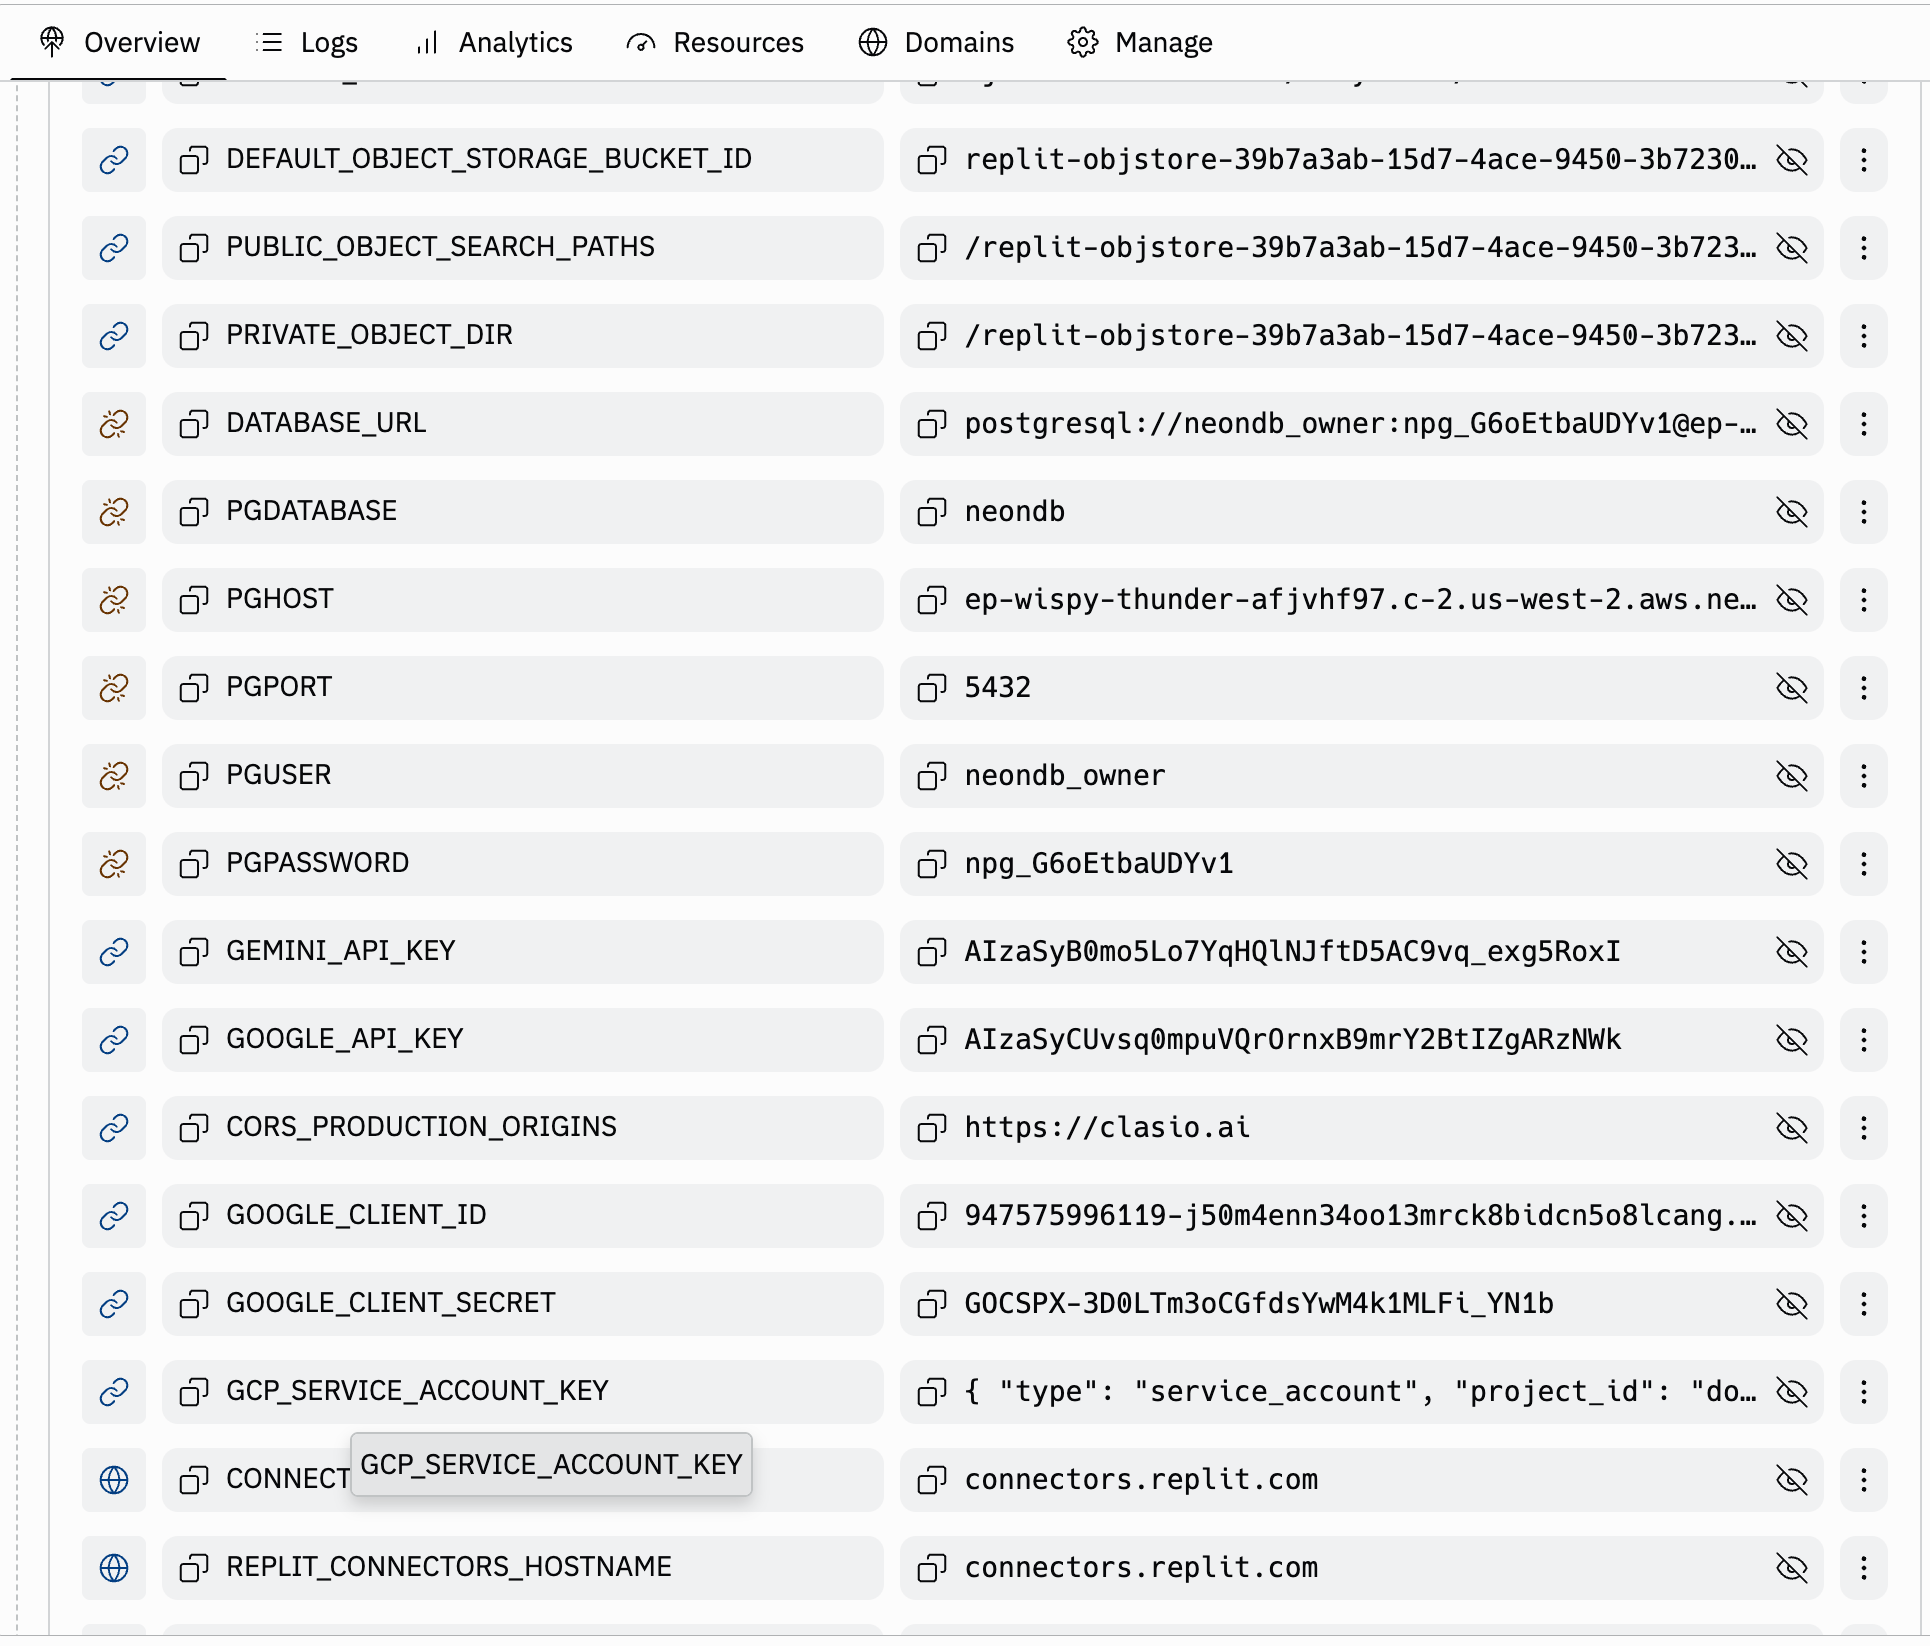 Overview Logs Analytics Resources Domains Manage
DEFAULT_OBJECT_STORAGE_BUCKET_ID replit-objstore-39b7a3ab-15d7-4ace-9450-3b7230…
PUBLIC_OBJECT_SEARCH_PATHS /replit-objstore-39b7a3ab-15d7-4ace-9450-3b723…
PRIVATE_OBJECT_DIR /replit-objstore-39b7a3ab-15d7-4ace-9450-3b723…
DATABASE_URL postgresql://neondb_owner:npg_G6oEtbaUDYv1@ep-…
PGDATABASE neondb
PGHOST ep-wispy-thunder-afjvhf97.c-2.us-west-2.aws.ne…
PGPORT 5432
PGUSER neondb_owner
PGPASSWORD npg_G6oEtbaUDYv1
GEMINI_API_KEY AIzaSyB0mo5Lo7YqHQlNJftD5AC9vq_exg5RoxI
GOOGLE_API_KEY AIzaSyCUvsq0mpuVQrOrnxB9mrY2BtIZgARzNWk
CORS_PRODUCTION_ORIGINS https://clasio.ai
GOOGLE_CLIENT_ID 947575996119-j50m4enn34oo13mrck8bidcn5o8lcang.…
GOOGLE_CLIENT_SECRET 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
GCP_SERVICE_ACCOUNT_KEY { "type": "service_account", "project_id": "do…
GCP_SERVICE_ACCOUNT_KEY
CONNECT connectors.replit.com
REPLIT_CONNECTORS_HOSTNAME connectors.replit.com